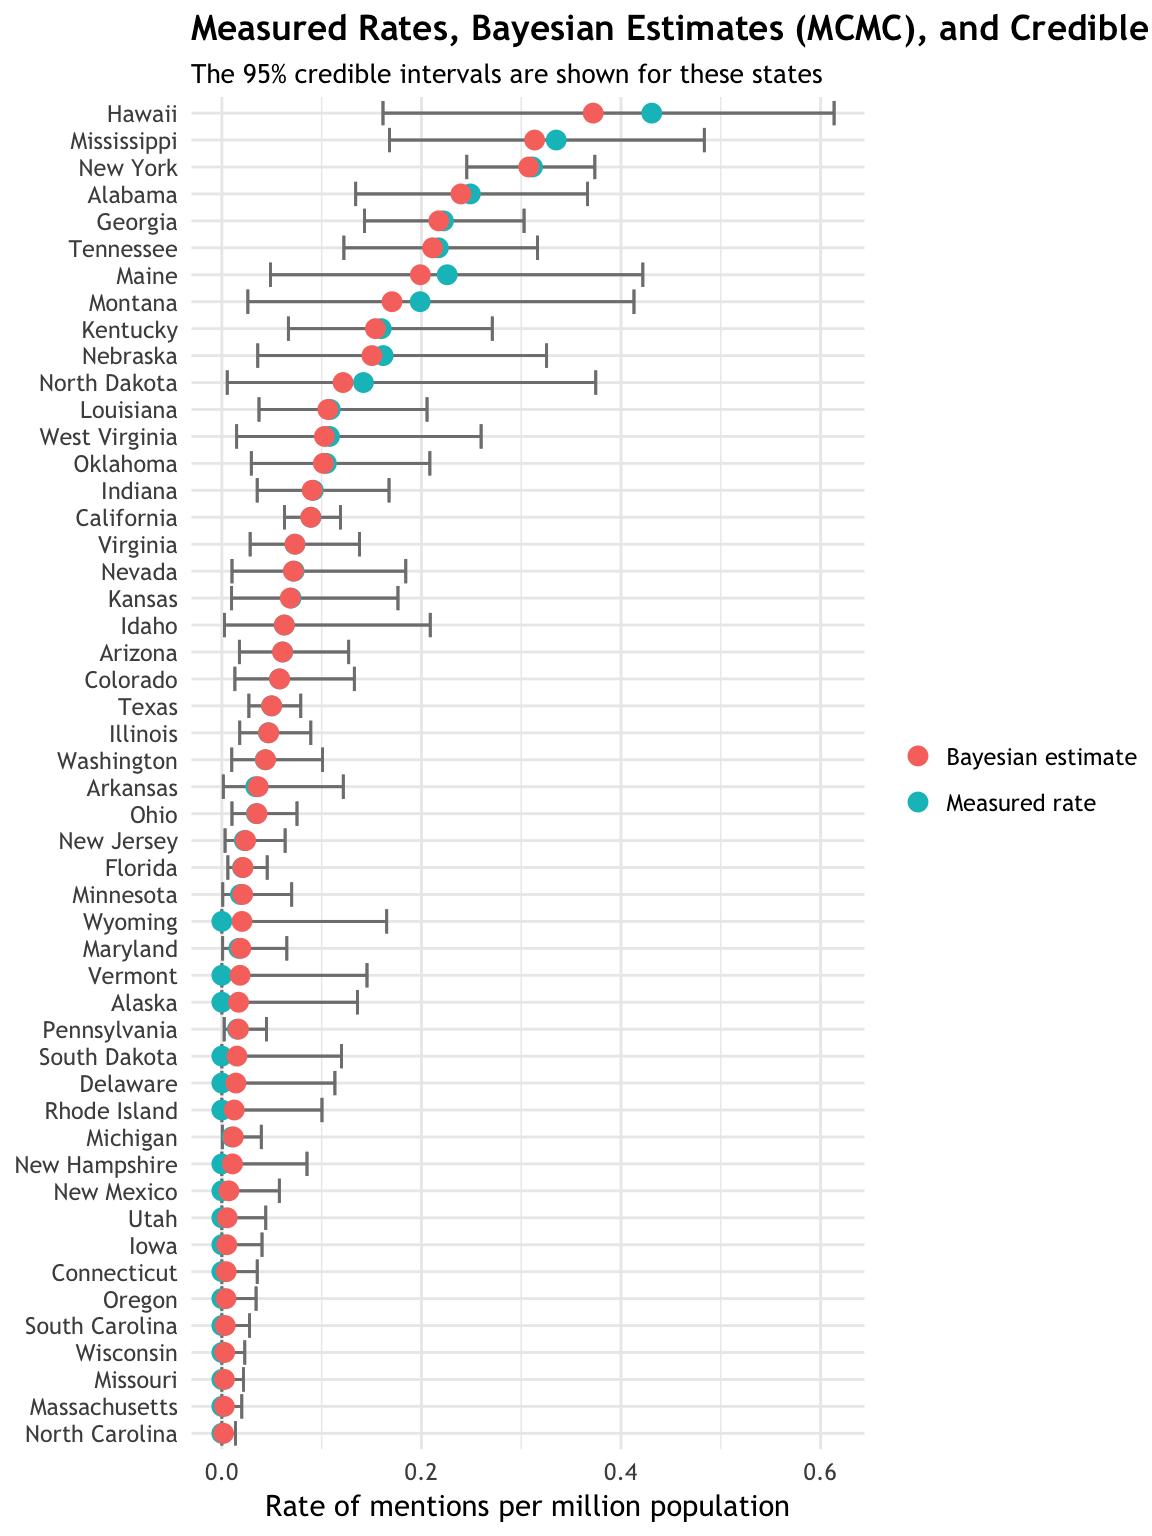 Measured Rates, Bayesian Estimates (MCMC), and Credible
The 95% credible intervals are shown for these states
Hawaii
Mississippi
New York
Alabama
Georgia
Tennessee
Maine
Montana
Kentucky
Nebraska
North Dakota
Louisiana
West Virginia
Oklahoma
Indiana
California
Virginia
Nevada
Kansas
Idaho
Arizona
Colorado
Texas
Illinois
Washington
Arkansas
Ohio
New Jersey
Florida
Minnesota
Wyoming
Maryland
Vermont
Alaska
Pennsylvania
South Dakota
Delaware
Rhode Island
Michigan
New Hampshire
New Mexico
Utah
Iowa
Connecticut
Oregon
South Carolina
Wisconsin
Missouri
Massachusetts
North Carolina
0.0 0.2 0.4 0.6
Rate of mentions per million population
Bayesian estimate
Measured rate